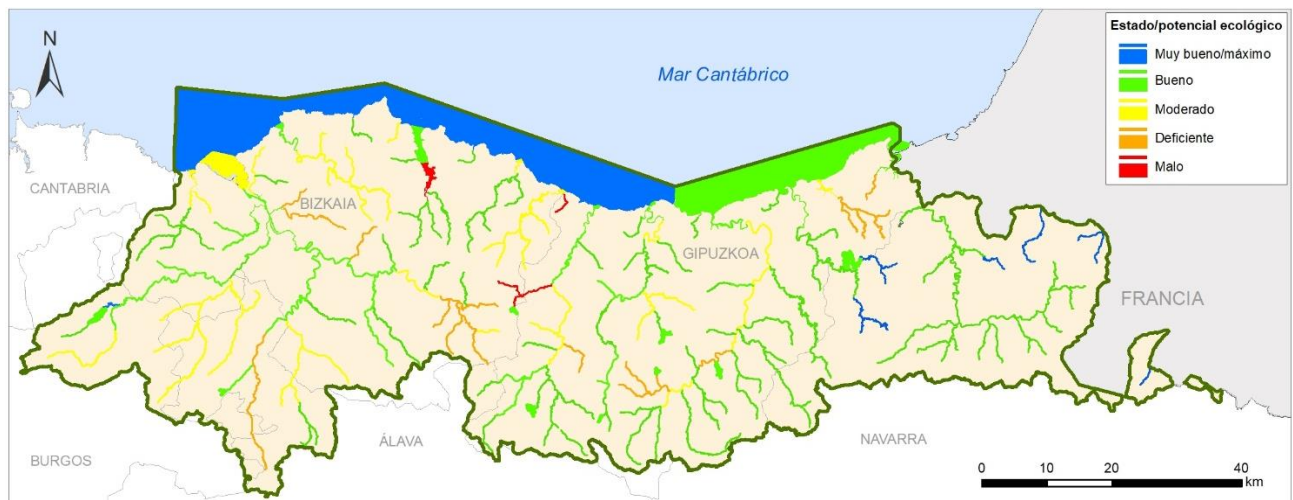 N
Mar Cantábrico
Estado/potencial ecológico
Muy bueno/máximo
Bueno
Moderado
Deficiente
Malo
CANTABRIA
BIZKAIA
GIPUZKOA
FRANCIA
BURGOS
ÁLAVA
NAVARRA
0 10 20 40
km